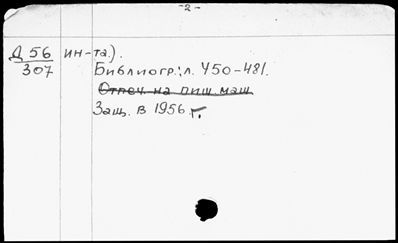 -2-
Д 56 ин-та).
307 Библиогр.: л. 450-481.
Отпеч. на пиш. маш.
Защ. в 1956 г.